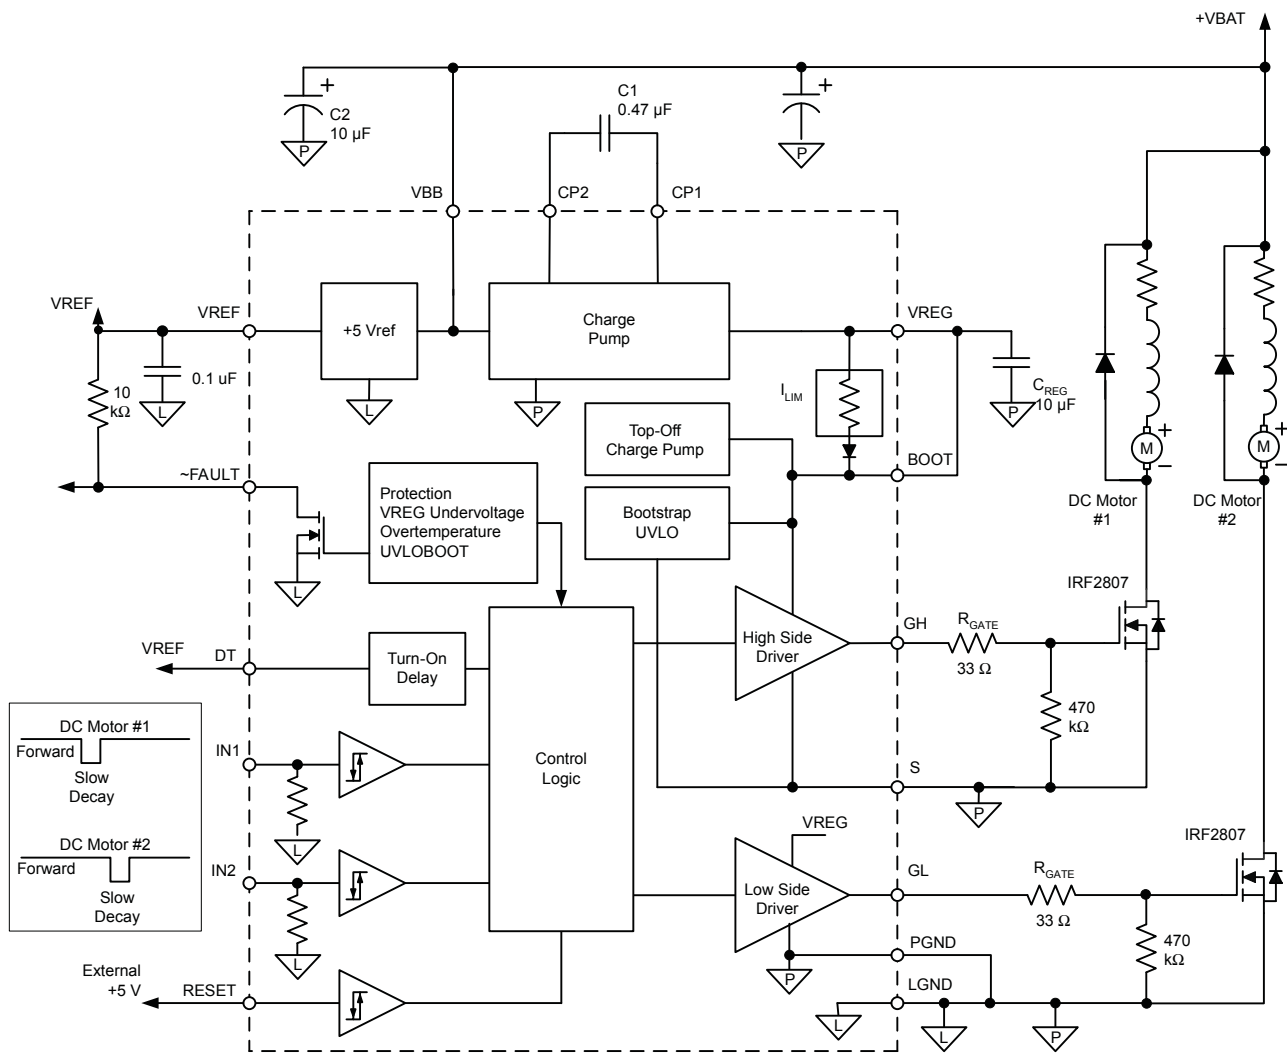 +VBAT
+
C2
10 µF
P
C1
0.47 µF
+
P
VBB
CP2
CP1
VREF
VREF
+5 Vref
Charge
Pump
VREG
10
kΩ
0.1 uF
L
L
P
I_LIM
C_REG
10 µF
P
Top-Off
Charge Pump
BOOT
M
+
–
M
+
–
DC Motor
#1
DC Motor
#2
~FAULT
Protection
VREG Undervoltage
Overtemperature
UVLOBOOT
Bootstrap
UVLO
L
IRF2807
VREF
DT
Turn-On
Delay
High Side
Driver
GH
R_GATE
33 Ω
470
kΩ
DC Motor #1
Forward
Slow
Decay
DC Motor #2
Forward
Slow
Decay
IN1
L
Control
Logic
S
P
IN2
L
VREG
Low Side
Driver
GL
R_GATE
33 Ω
IRF2807
470
kΩ
PGND
P
External
+5 V
RESET
LGND
L
L
P